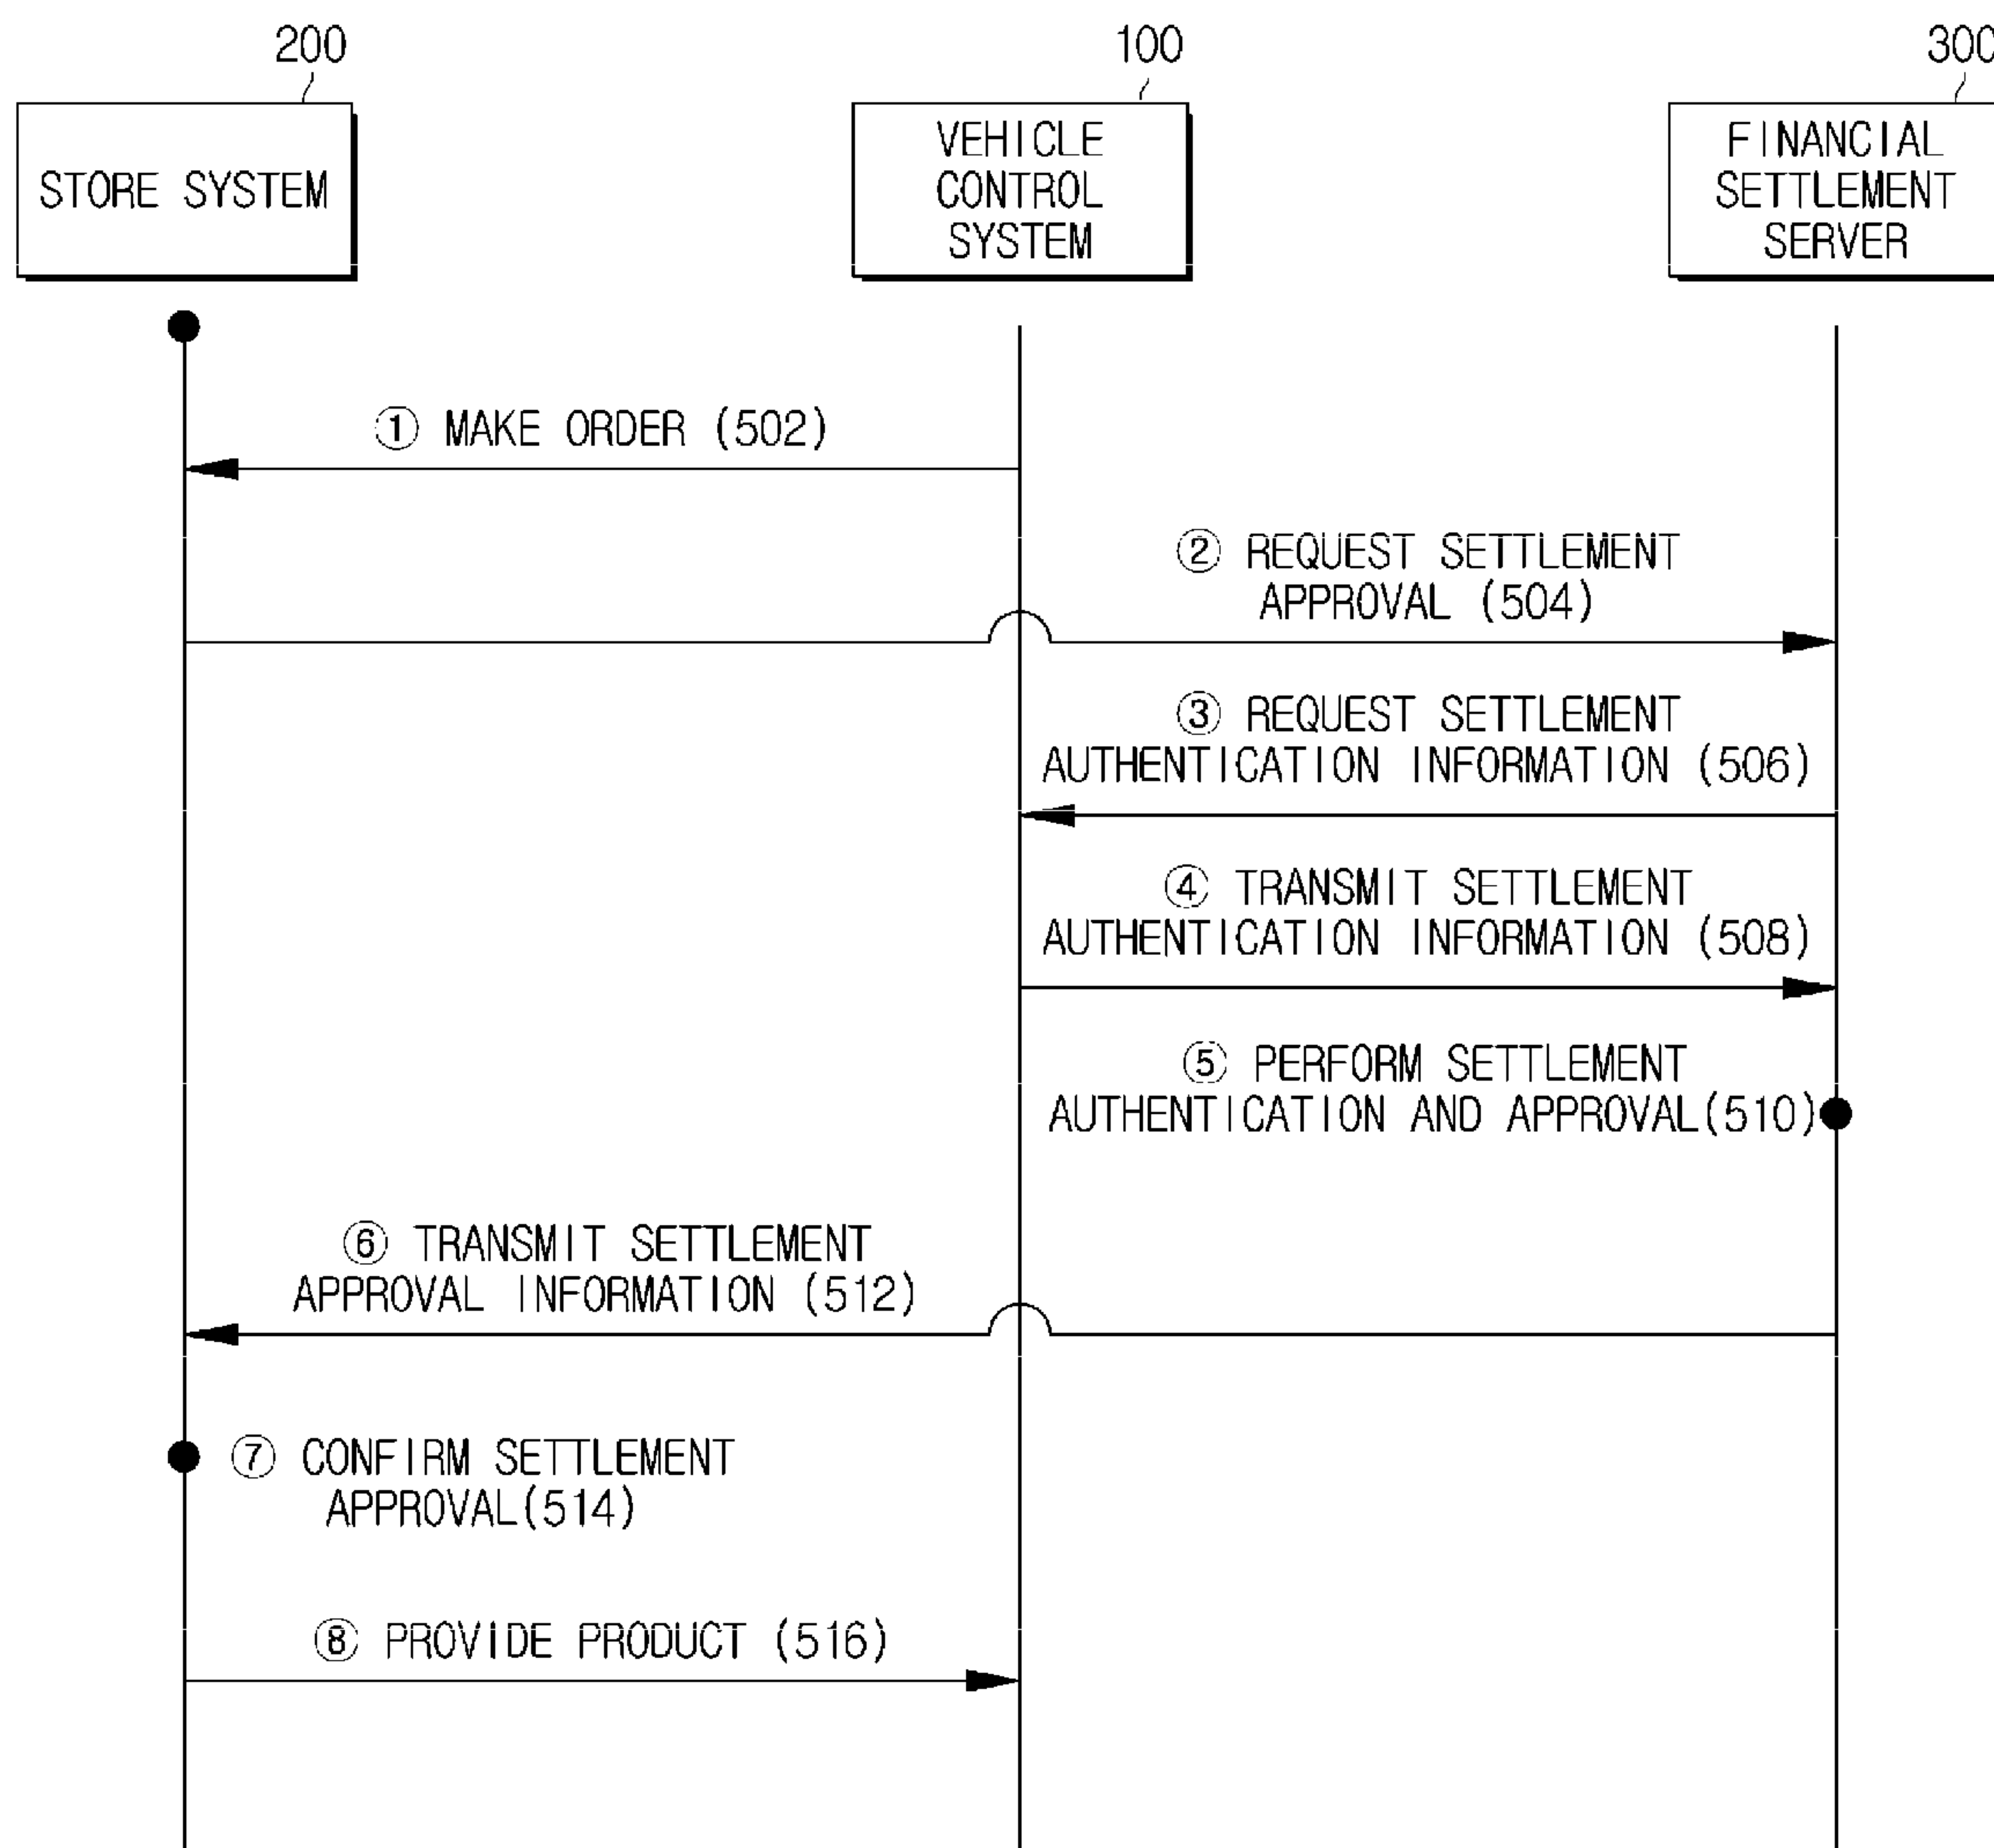 200
100
300
STORE SYSTEM
VEHICLE
CONTROL
SYSTEM
FINANCIAL
SETTLEMENT
SERVER
① MAKE ORDER (502)
② REQUEST SETTLEMENT
APPROVAL (504)
③ REQUEST SETTLEMENT
AUTHENTICATION INFORMATION (506)
④ TRANSMIT SETTLEMENT
AUTHENTICATION INFORMATION (508)
⑤ PERFORM SETTLEMENT
AUTHENTICATION AND APPROVAL(510)
⑥ TRANSMIT SETTLEMENT
APPROVAL INFORMATION (512)
⑦ CONFIRM SETTLEMENT
APPROVAL(514)
⑧ PROVIDE PRODUCT (516)